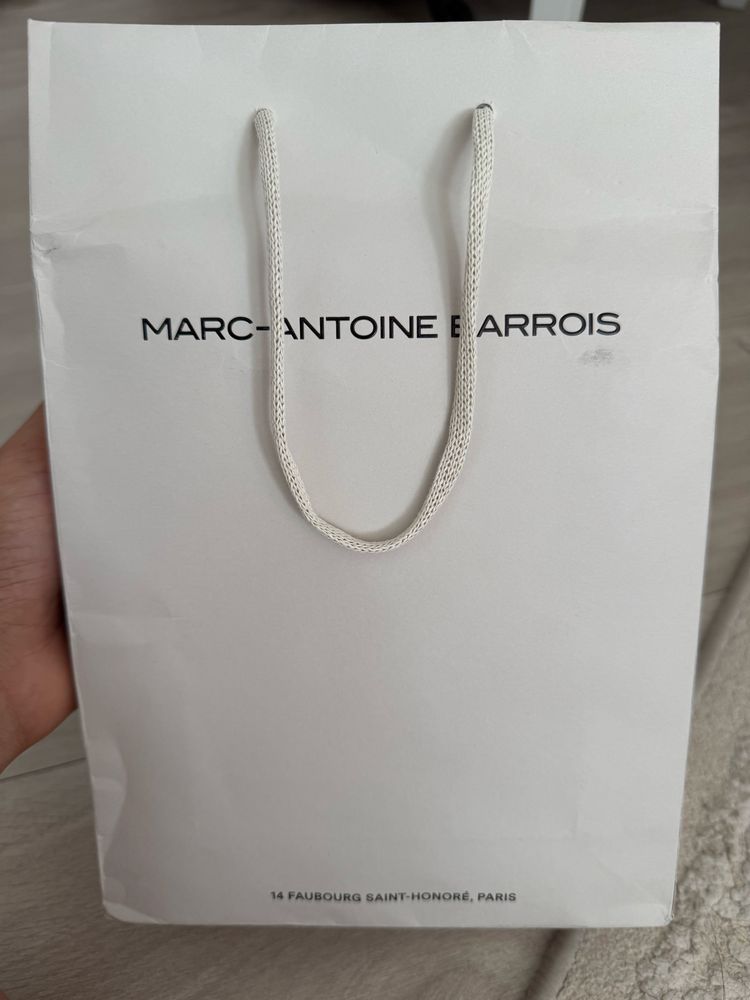 MARC-ANTOINE BARROIS
14 FAUBOURG SAINT-HONORÉ, PARIS